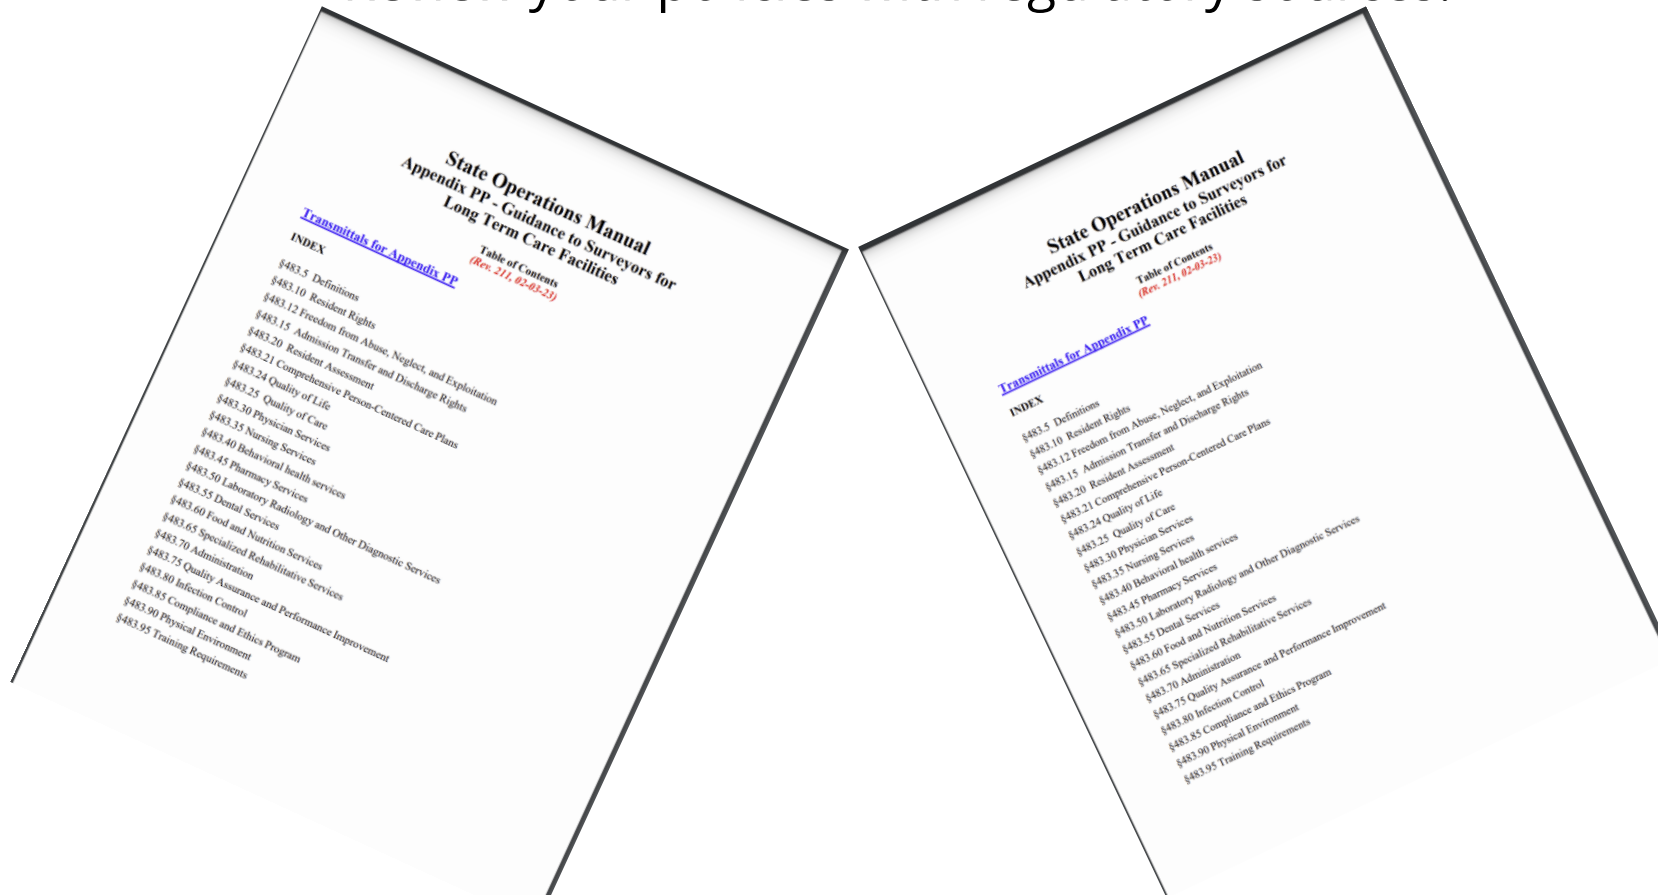 Review your policies with regulatory sources.
State Operations Manual
Appendix PP - Guidance to Surveyors for
Long Term Care Facilities
Table of Contents
(Rev. 211, 02-03-23)
Transmittals for Appendix PP
INDEX
§483.5 Definitions
§483.10 Resident Rights
§483.12 Freedom from Abuse, Neglect, and Exploitation
§483.15 Admission Transfer and Discharge Rights
§483.20 Resident Assessment
§483.21 Comprehensive Person-Centered Care Plans
§483.24 Quality of Life
§483.25 Quality of Care
§483.30 Physician Services
§483.35 Nursing Services
§483.40 Behavioral health services
§483.45 Pharmacy Services
§483.50 Laboratory Radiology and Other Diagnostic Services
§483.55 Dental Services
§483.60 Food and Nutrition Services
§483.65 Specialized Rehabilitative Services
§483.70 Administration
§483.75 Quality Assurance and Performance Improvement
§483.80 Infection Control
§483.85 Compliance and Ethics Program
§483.90 Physical Environment
§483.95 Training Requirements
State Operations Manual
Appendix PP - Guidance to Surveyors for
Long Term Care Facilities
Table of Contents
(Rev. 211, 02-03-23)
Transmittals for Appendix PP
INDEX
§483.5 Definitions
§483.10 Resident Rights
§483.12 Freedom from Abuse, Neglect, and Exploitation
§483.15 Admission Transfer and Discharge Rights
§483.20 Resident Assessment
§483.21 Comprehensive Person-Centered Care Plans
§483.24 Quality of Life
§483.25 Quality of Care
§483.30 Physician Services
§483.35 Nursing Services
§483.40 Behavioral health services
§483.45 Pharmacy Services
§483.50 Laboratory Radiology and Other Diagnostic Services
§483.55 Dental Services
§483.60 Food and Nutrition Services
§483.65 Specialized Rehabilitative Services
§483.70 Administration
§483.75 Quality Assurance and Performance Improvement
§483.80 Infection Control
§483.85 Compliance and Ethics Program
§483.90 Physical Environment
§483.95 Training Requirements